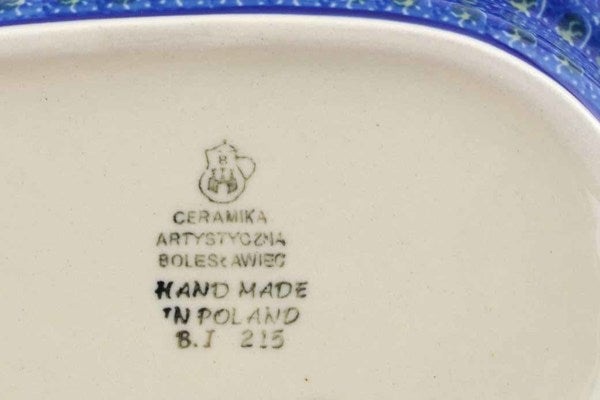 B
CERAMIKA
ARTYSTYCZNA
BOLESŁAWIEC
HAND MADE
IN POLAND
B.I 215